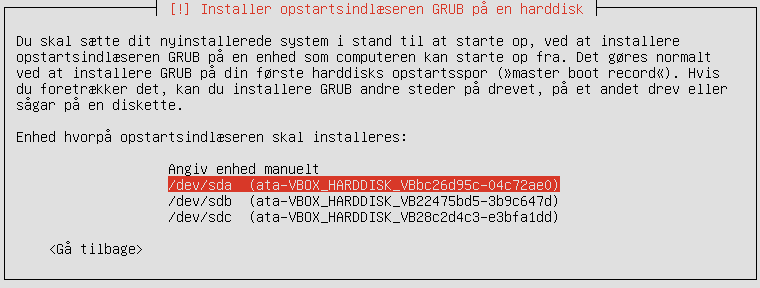 [!] Installer opstartsindlæseren GRUB på en harddisk
Du skal sætte dit nyinstallerede system i stand til at starte op, ved at installere
opstartsindlæseren GRUB på en enhed som computeren kan starte op fra. Det gøres normalt
ved at installere GRUB på din første harddisks opstartsspor (»master boot record«). Hvis
du foretrækker det, kan du installere GRUB andre steder på drevet, på et andet drev eller
sågar på en diskette.
Enhed hvorpå opstartsindlæseren skal installeres:
Angiv enhed manuelt
/dev/sda (ata-VBOX_HARDDISK_VBbc26d95c-04c72ae0)
/dev/sdb (ata-VBOX_HARDDISK_VB22475bd5-3b9c647d)
/dev/sdc (ata-VBOX_HARDDISK_VB28c2d4c3-e3bfa1dd)
<Gå tilbage>